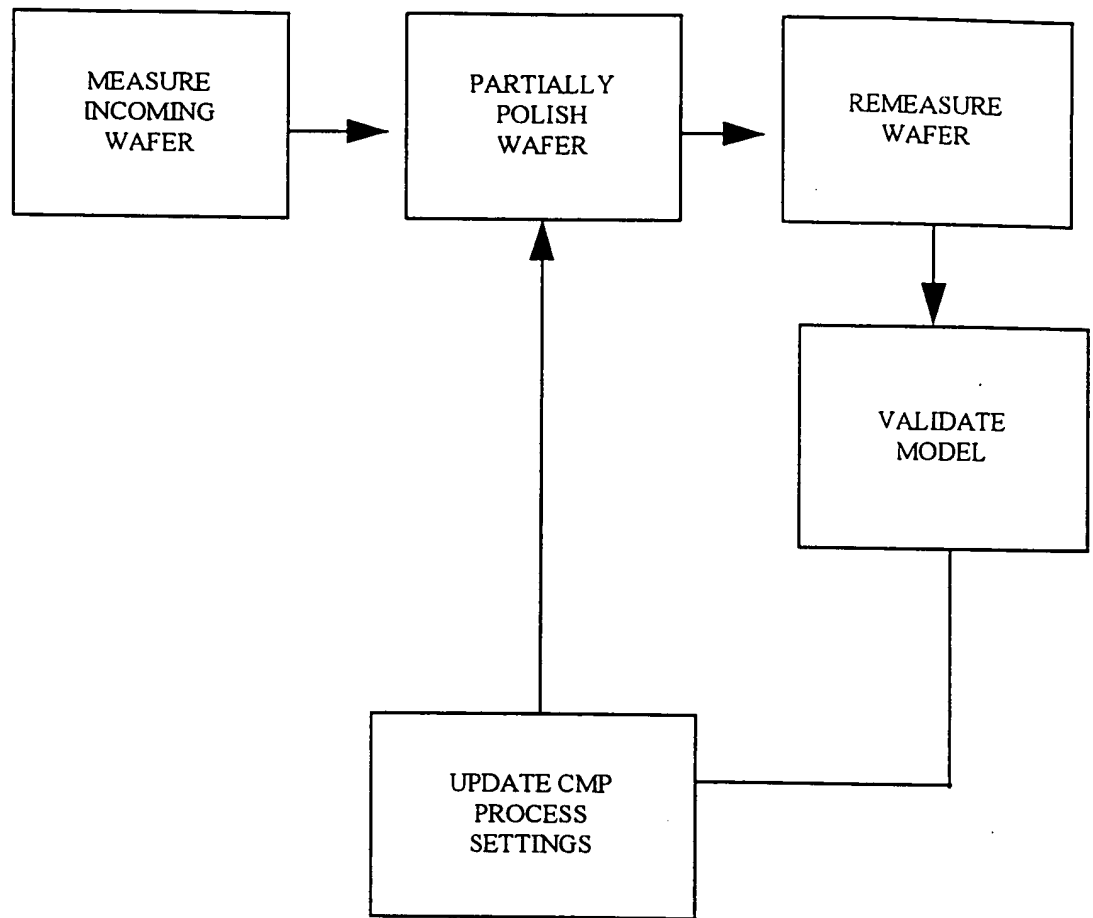 MEASURE
INCOMING
WAFER
PARTIALLY
POLISH
WAFER
REMEASURE
WAFER
VALIDATE
MODEL
UPDATE CMP
PROCESS
SETTINGS